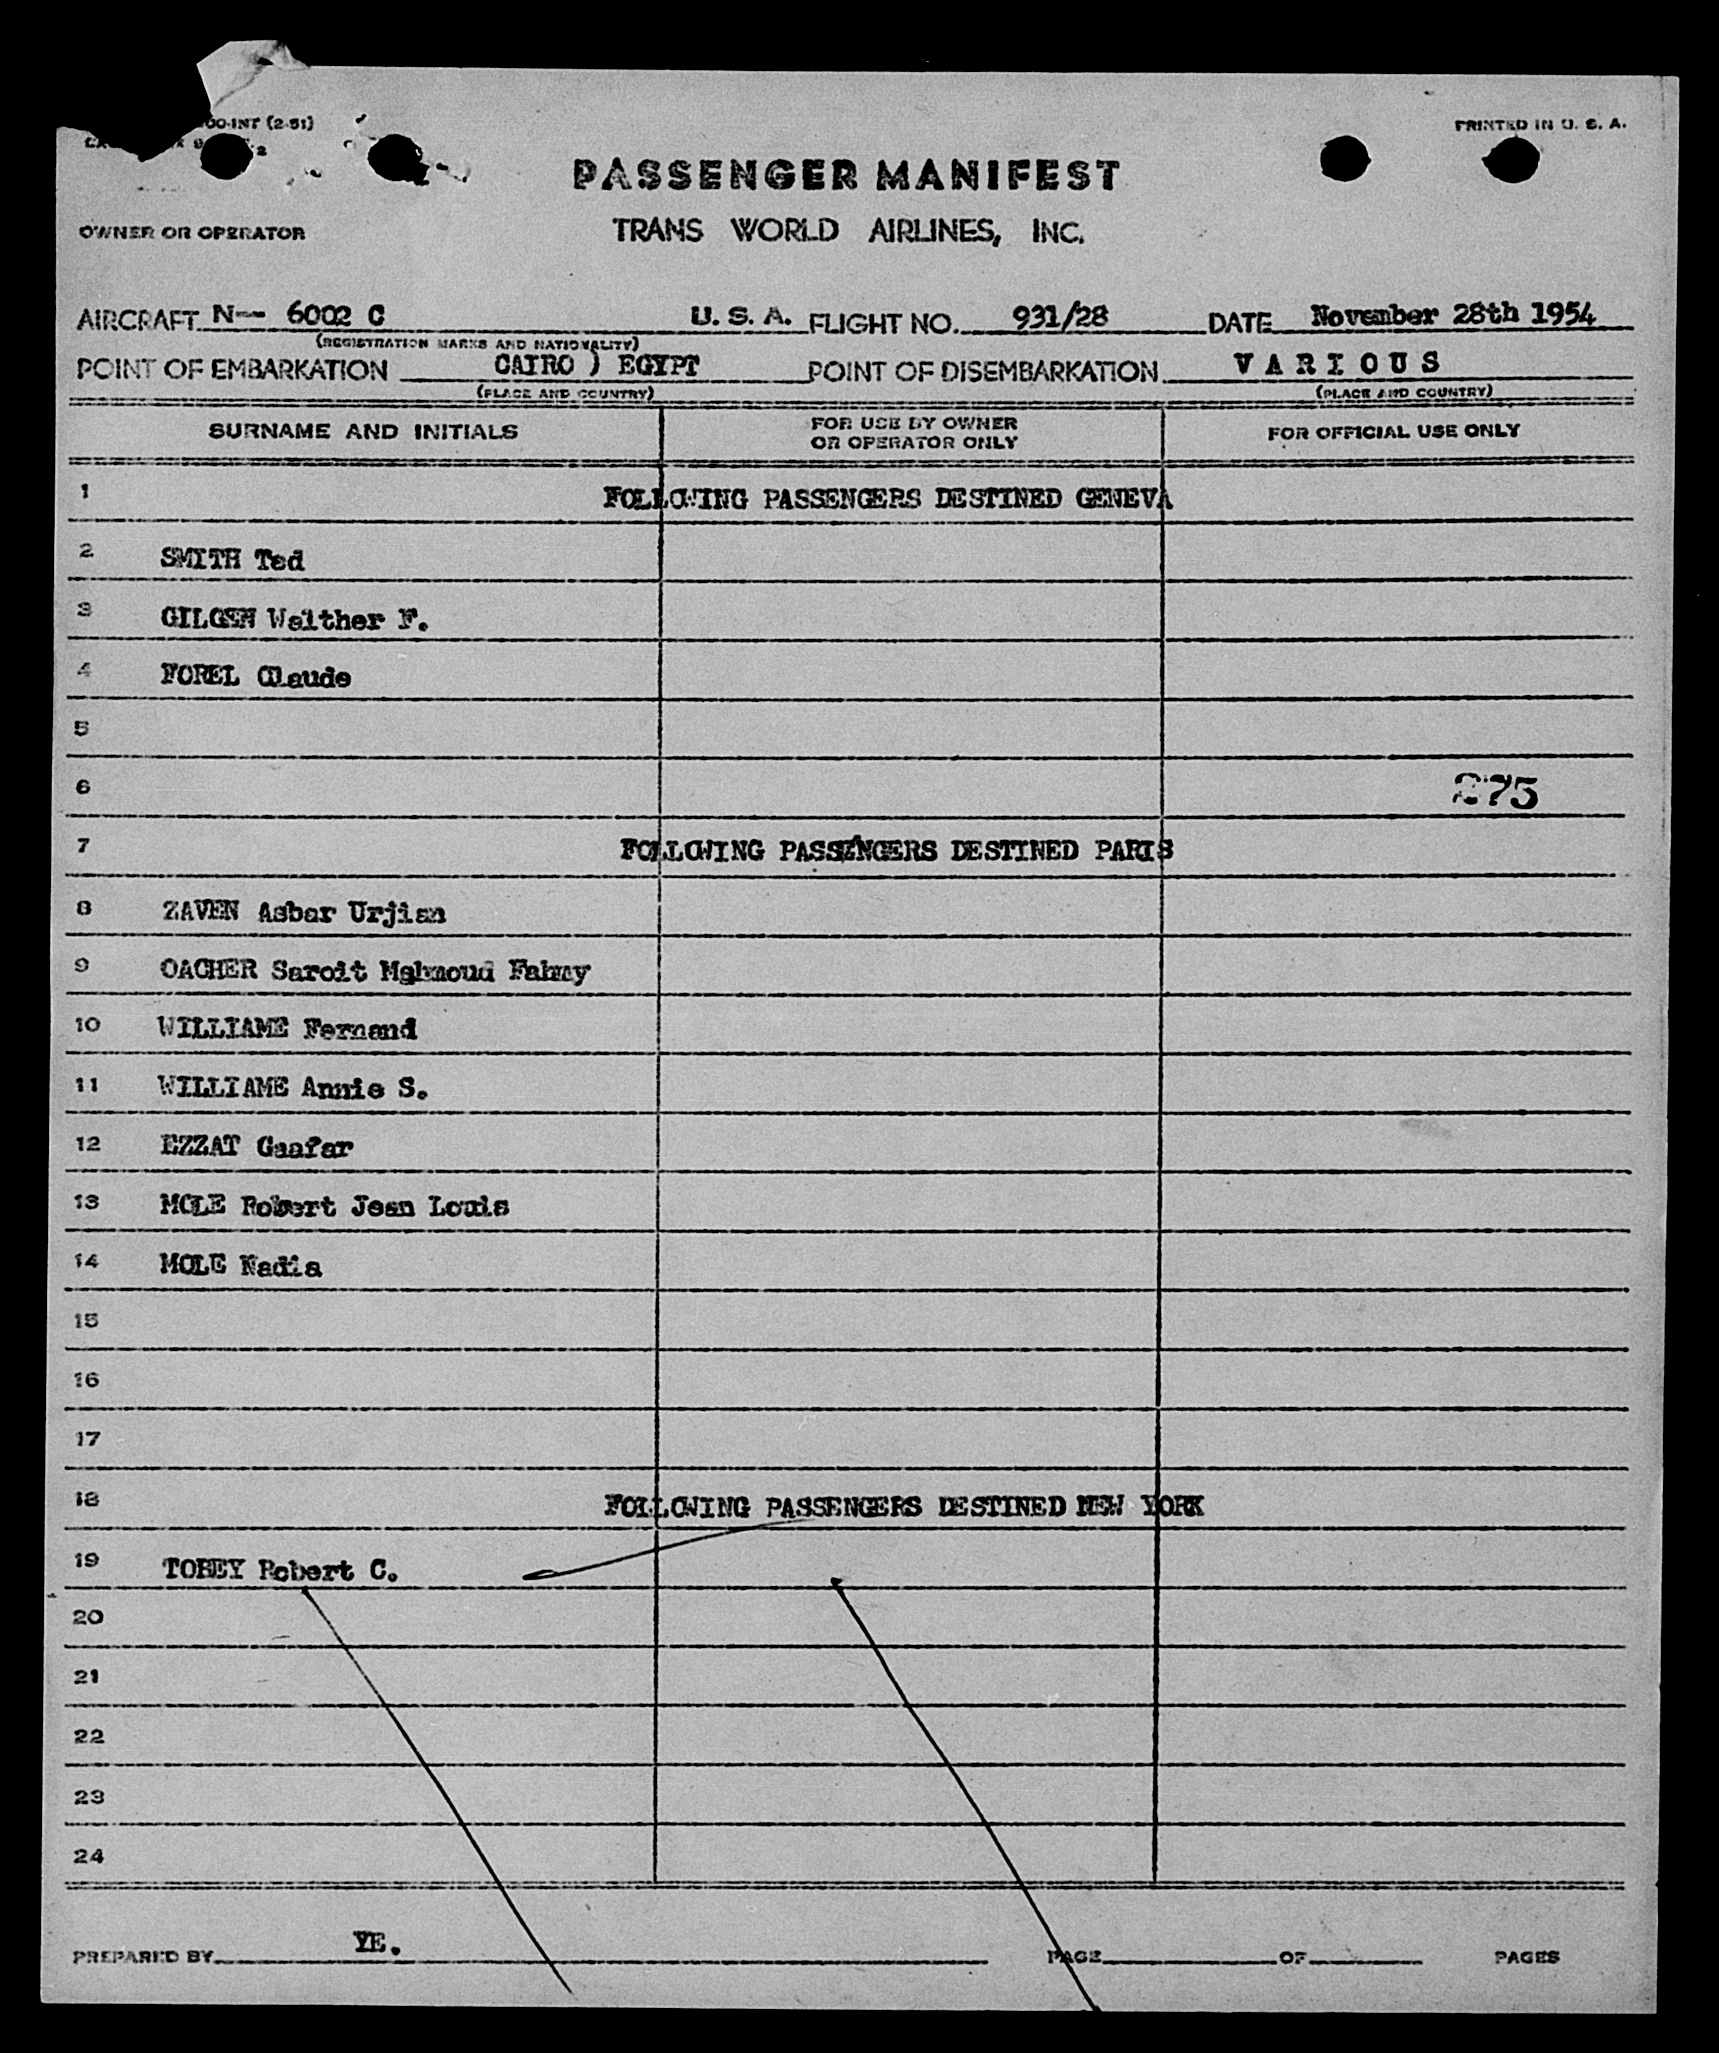 00-INT (2-51)
PRINTED IN U. S. A.
PASSENGER MANIFEST
OWNER OR OPERATOR
TRANS WORLD AIRLINES, INC.
AIRCRAFT N-- 6002 C U. S. A. FLIGHT NO. 931/28 DATE November 28th 1954
(REGISTRATION MARKS AND NATIONALITY)
POINT OF EMBARKATION CAIRO ) EGYPT POINT OF DISEMBARKATION V A R I O U S
(PLACE AND COUNTRY) (PLACE AND COUNTRY)
SURNAME AND INITIALS FOR USE BY OWNER OR OPERATOR ONLY FOR OFFICIAL USE ONLY
1 FOLLOWING PASSENGERS DESTINED GENEVA
2 SMITH Ted
3 GILGEN Walther F.
4 FOREL Claude
5
6 275
7 FOLLOWING PASSENGERS DESTINED PARIS
8 ZAVEN Asbar Urjian
9 OACHER Saroit Mahmoud Fahmy
10 WILLIAME Fernand
11 WILLIAME Annie S.
12 EZZAT Gaafar
13 MOLE Robert Jean Louis
14 MOLE Nadia
15
16
17
18 FOLLOWING PASSENGERS DESTINED NEW YORK
19 TOBEY Robert C.
20
21
22
23
24
PREPARED BY YE. PAGE OF PAGES